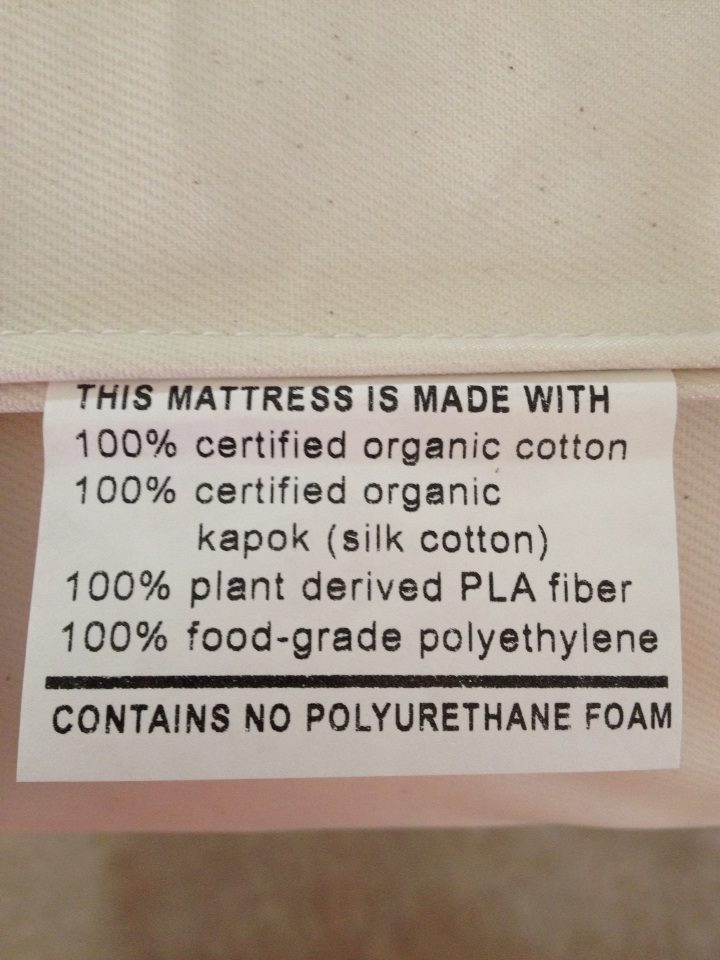 THIS MATTRESS IS MADE WITH
100% certified organic cotton
100% certified organic
kapok (silk cotton)
100% plant derived PLA fiber
100% food-grade polyethylene
CONTAINS NO POLYURETHANE FOAM